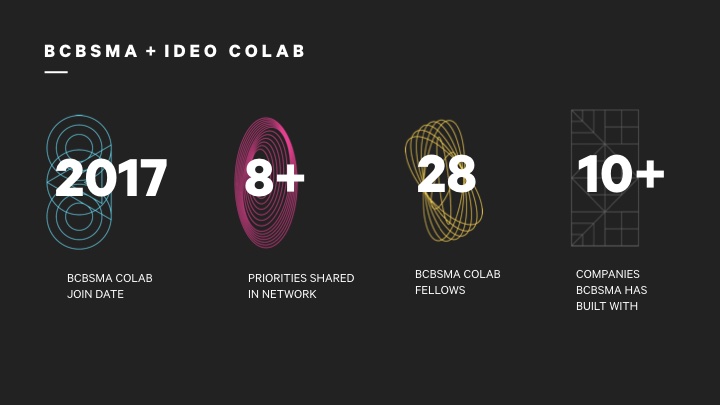 BCBSMA + IDEO COLAB
2017
BCBSMA COLAB
JOIN DATE
8+
PRIORITIES SHARED
IN NETWORK
28
BCBSMA COLAB
FELLOWS
10+
COMPANIES
BCBSMA HAS
BUILT WITH